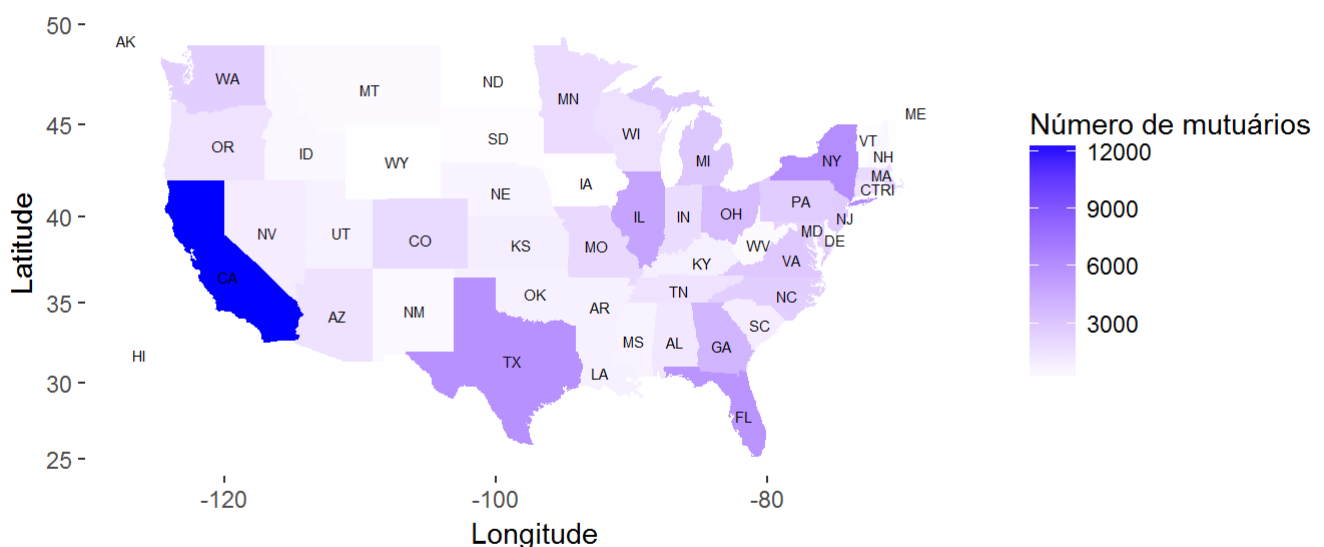 50
AK
WA
MT
ND
MN
ME
45
OR
ID
SD
WI
VT
WY
MI
NY
NH
MA
NE
IA
CTRI
40
NV
UT
CO
KS
MO
IL
IN
OH
PA
NJ
MD
DE
WV
VA
KY
CA
35
AZ
NM
OK
AR
TN
NC
SC
HI
TX
MS
AL
GA
LA
30
FL
25
-120
-100
-80
Longitude
Latitude
Número de mutuários
12000
9000
6000
3000